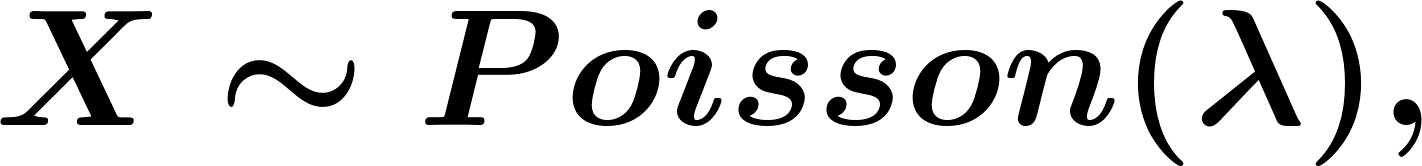 X ∼ Poisson(λ),